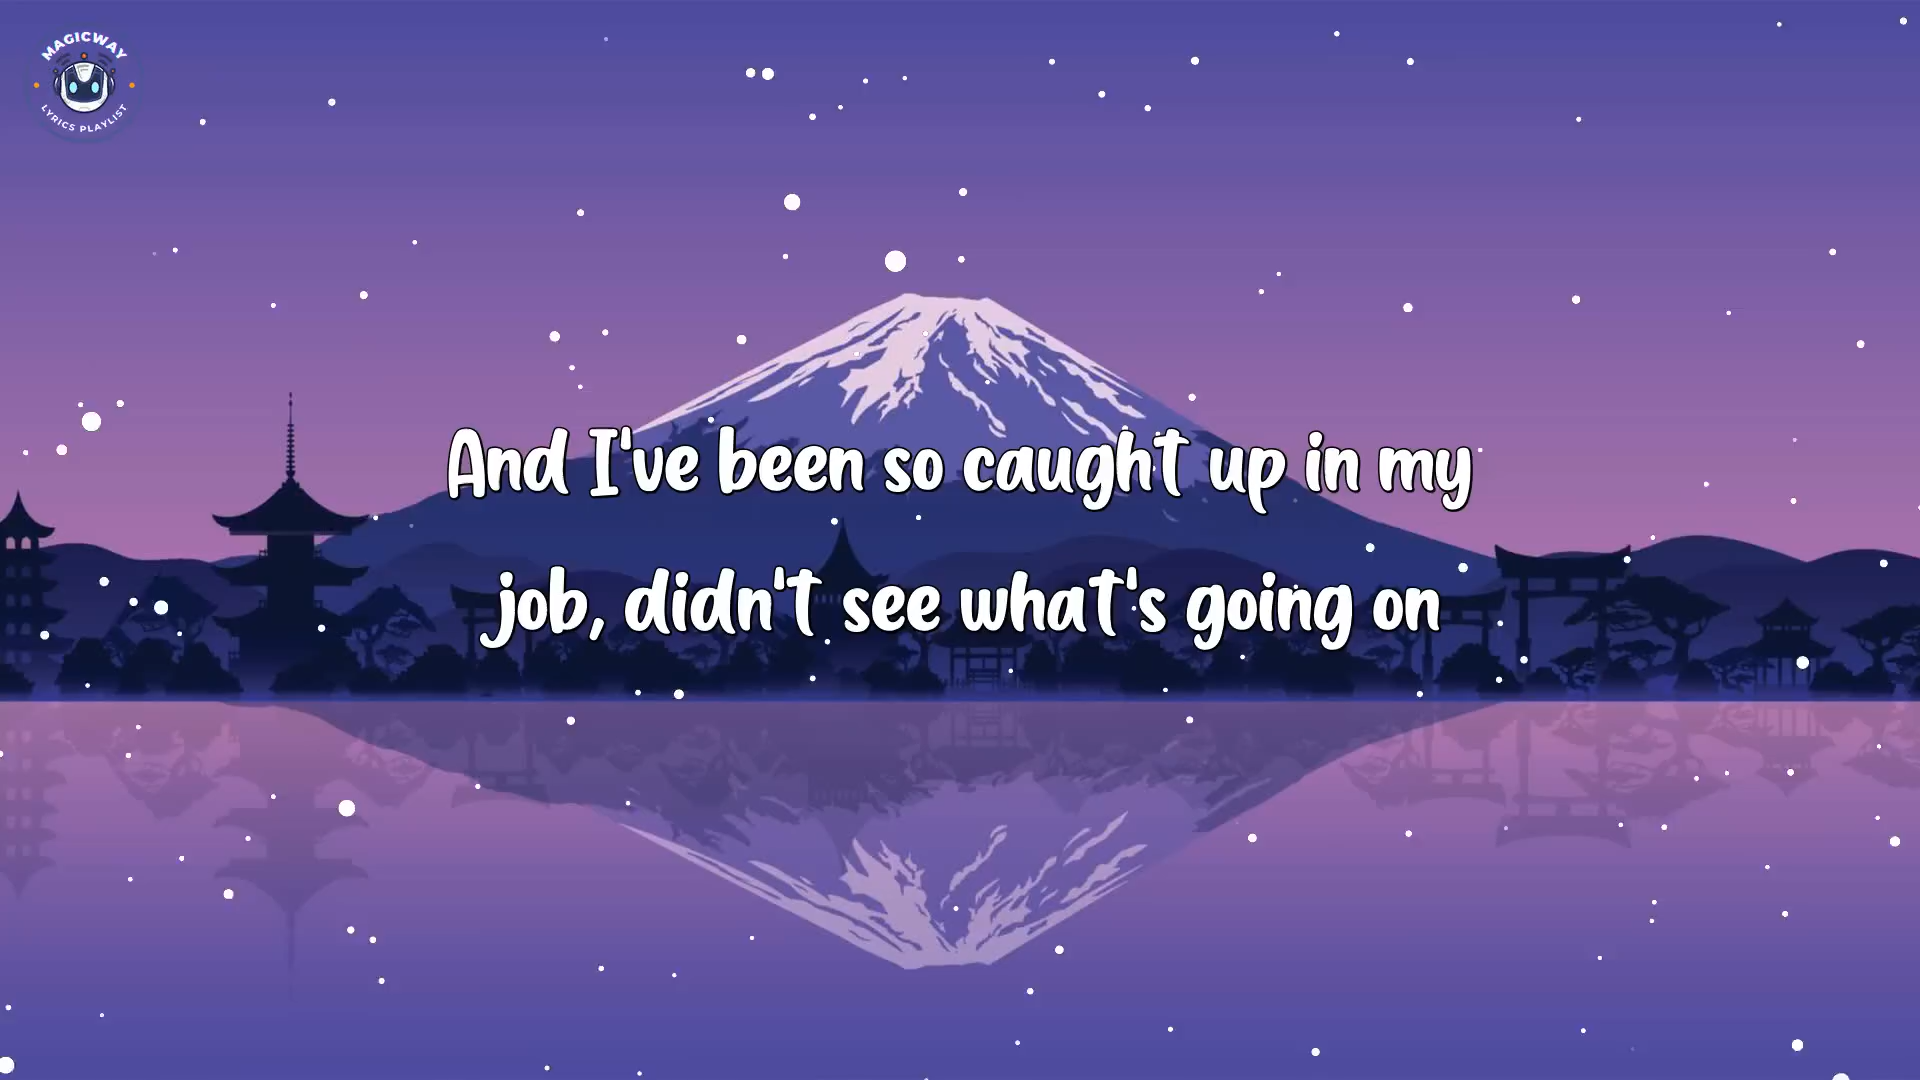 MAGICWAY
LYRICS PLAYLIST
And I've been so caught up in my
job, didn't see what's going on